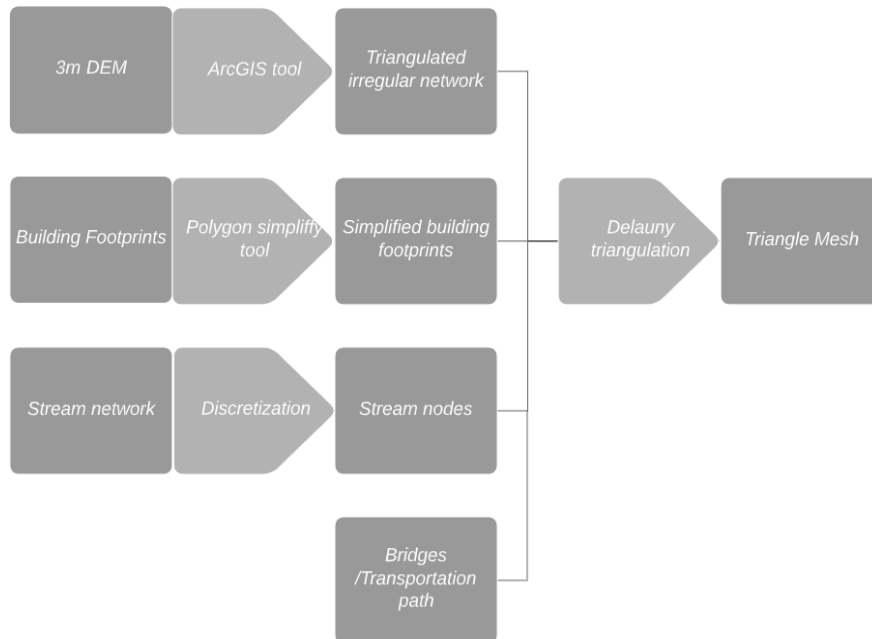 3m DEM
ArcGIS tool
Triangulated
irregular network
Building Footprints
Polygon simpliffy
tool
Simplified building
footprints
Delauny
triangulation
Triangle Mesh
Stream network
Discretization
Stream nodes
Bridges
/Transportation
path